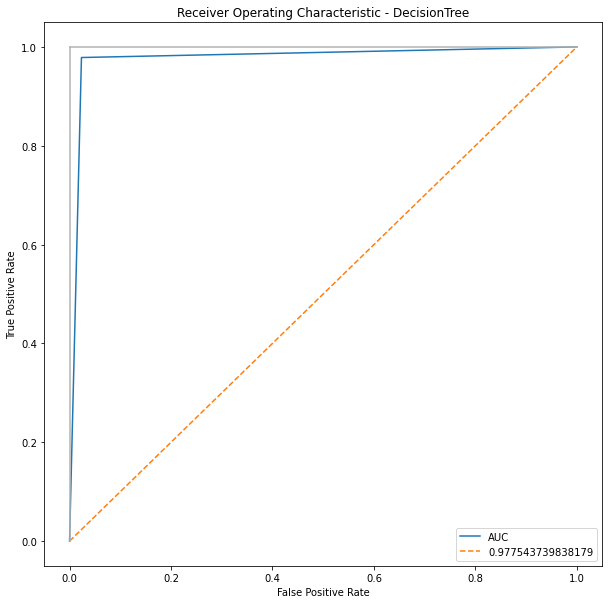 Receiver Operating Characteristic - DecisionTree
True Positive Rate
1.0
0.8
0.6
0.4
0.2
0.0
AUC
0.977543739838179
0.0 0.2 0.4 0.6 0.8 1.0
False Positive Rate